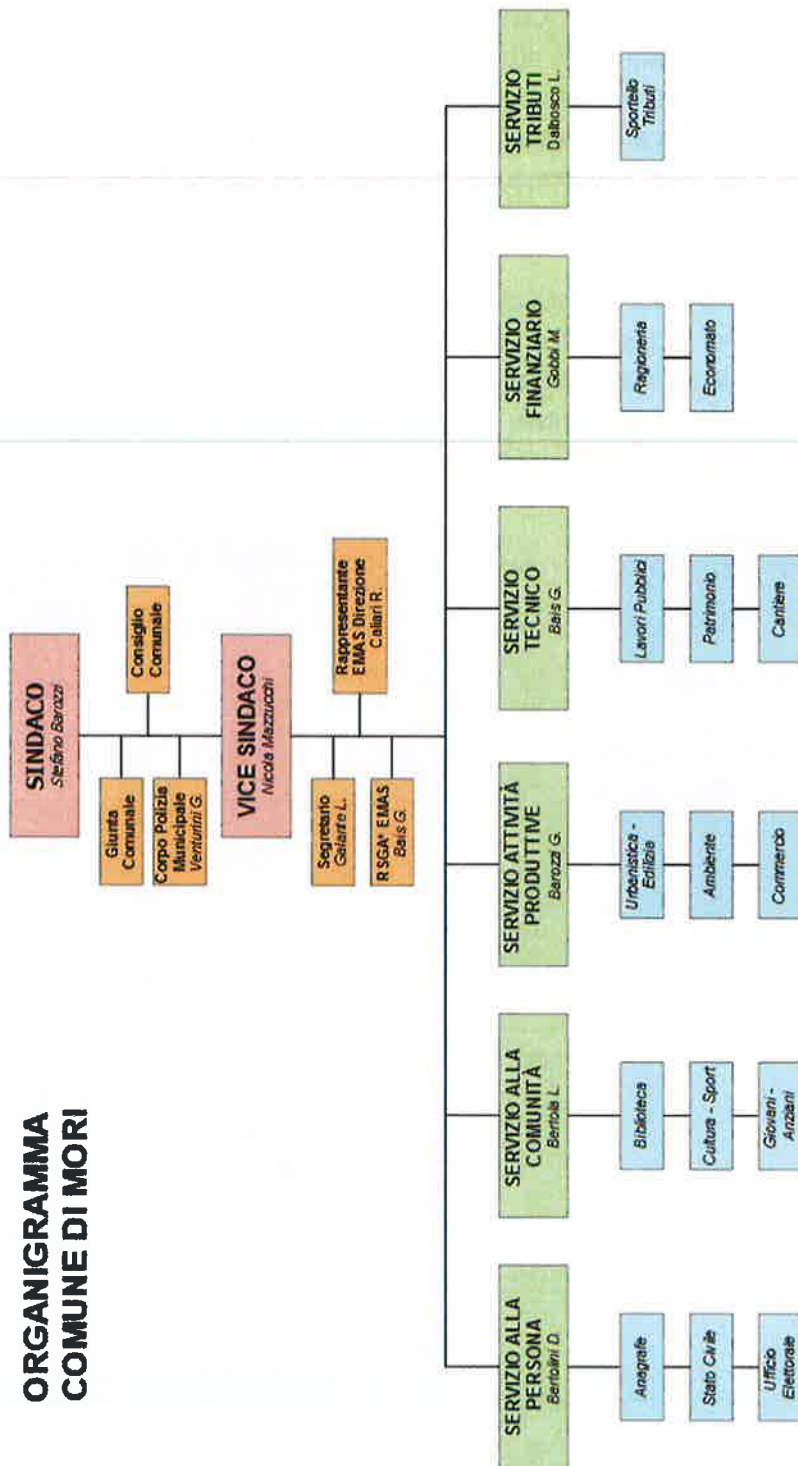 ORGANIGRAMMA
COMUNE DI MORI
SINDACO
Stefano Barozzi
Giunta
Comunale
Consiglio
Comunale
Corpo Polizia
Municipale
Venturini G.
VICE SINDACO
Nicola Mazzucchi
Segretario
Galante L.
Rappresentante
EMAS Direzione
Caliari R.
RSGA* EMAS
Bais G.
SERVIZIO ALLA
PERSONA
Bertolini D.
Anagrafe
Stato Civile
Ufficio
Elettorale
SERVIZIO ALLA
COMUNITÀ
Bertola L.
Biblioteca
Cultura - Sport
Giovani -
Anziani
SERVIZIO ATTIVITÀ
PRODUTTIVE
Barozzi G.
Urbanistica -
Edilizia
Ambiente
Commercio
SERVIZIO
TECNICO
Bais G.
Lavori Pubblici
Patrimonio
Cantiere
SERVIZIO
FINANZIARIO
Gobbi M.
Ragioneria
Economato
SERVIZIO
TRIBUTI
Dalbosco L.
Sportello
Tributi